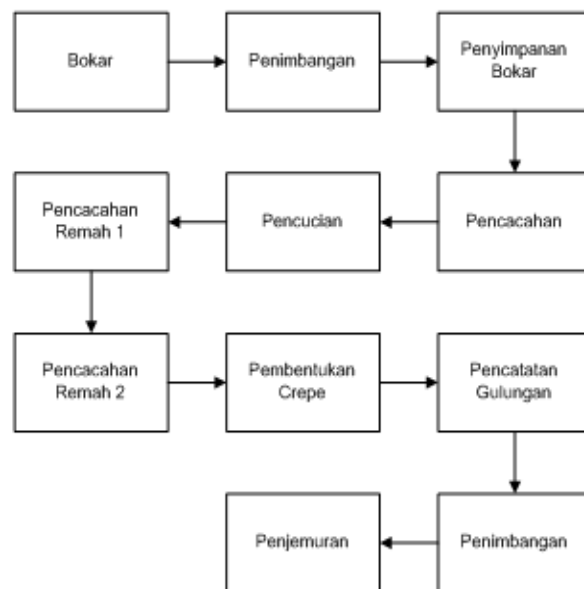 Bokar
Penimbangan
Penyimpanan
Bokar
Pencacahan
Pencucian
Pencacahan
Remah 1
Pencacahan
Remah 2
Pembentukan
Crepe
Pencatatan
Gulungan
Penimbangan
Penjemuran